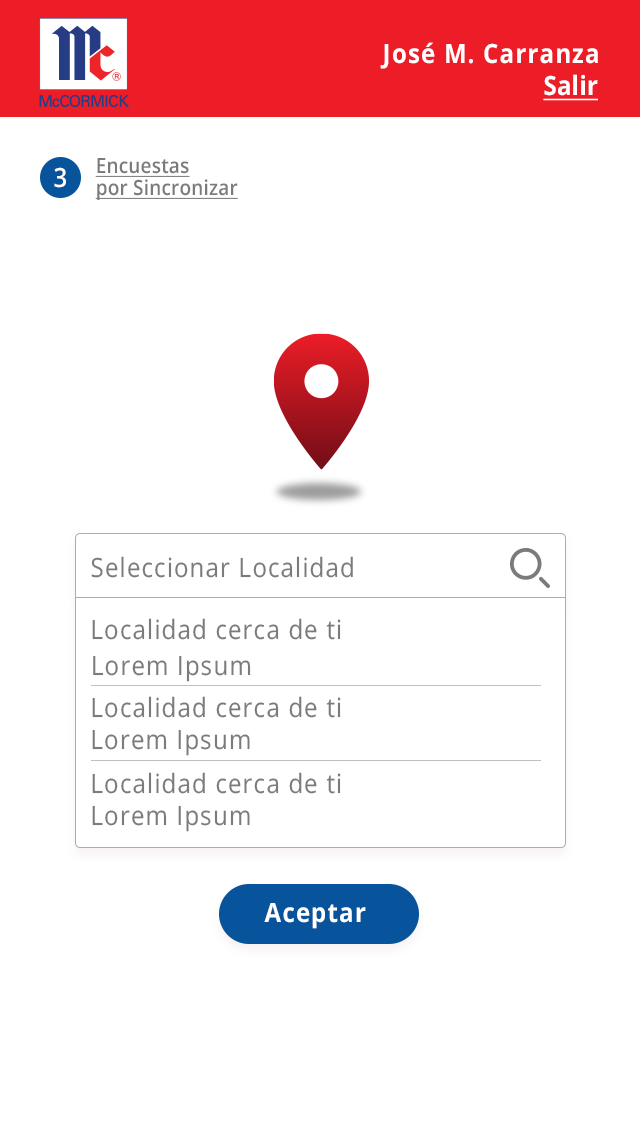 Mc
®
McCORMICK
José M. Carranza
Salir
3
Encuestas
por Sincronizar
Seleccionar Localidad
Localidad cerca de ti
Lorem Ipsum
Localidad cerca de ti
Lorem Ipsum
Localidad cerca de ti
Lorem Ipsum
Aceptar